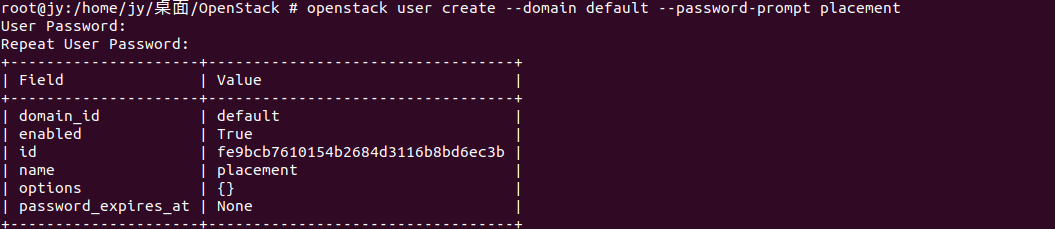 root@jy:/home/jy/桌面/OpenStack # openstack user create --domain default --password-prompt placement
User Password:
Repeat User Password:
+---------------------+----------------------------------+
| Field               | Value                            |
+---------------------+----------------------------------+
| domain_id           | default                          |
| enabled             | True                             |
| id                  | fe9bcb7610154b2684d3116b8bd6ec3b |
| name                | placement                        |
| options             | {}                               |
| password_expires_at | None                             |
+---------------------+----------------------------------+